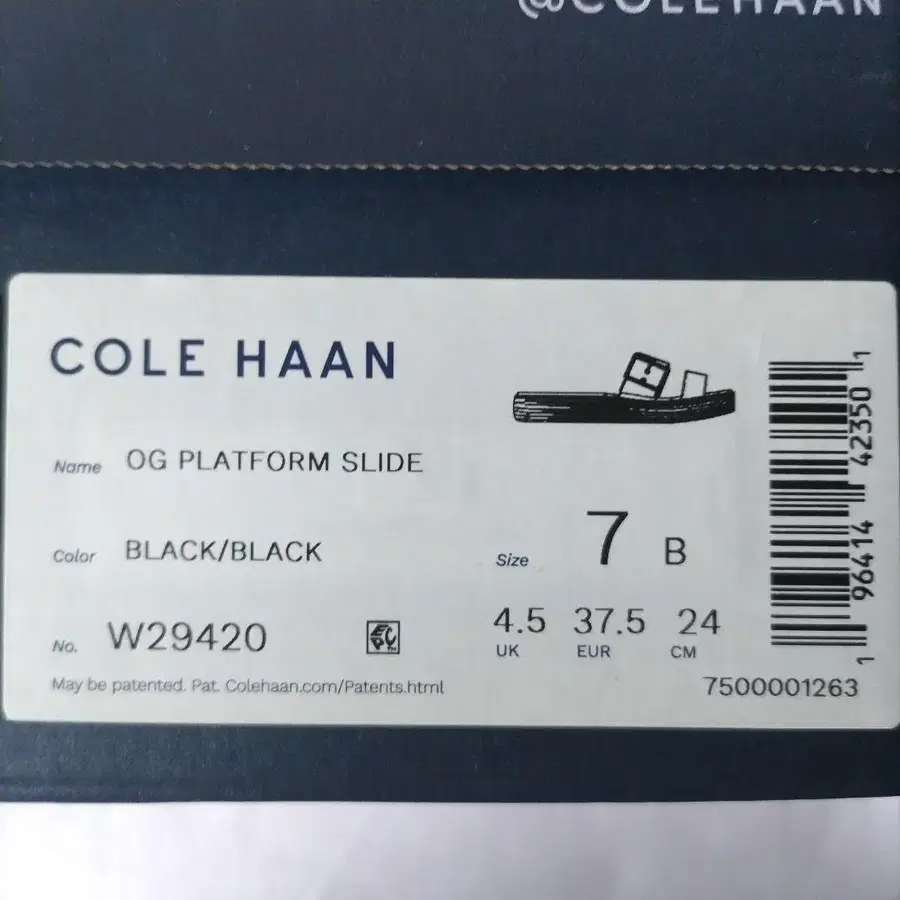 @COLEHAAN
COLE HAAN
Name OG PLATFORM SLIDE
Color BLACK/BLACK
Size 7 B
No. W29420
EPC
4.5 37.5 24
UK EUR CM
May be patented. Pat. Colehaan.com/Patents.html
7500001263
1 96414 42350 1